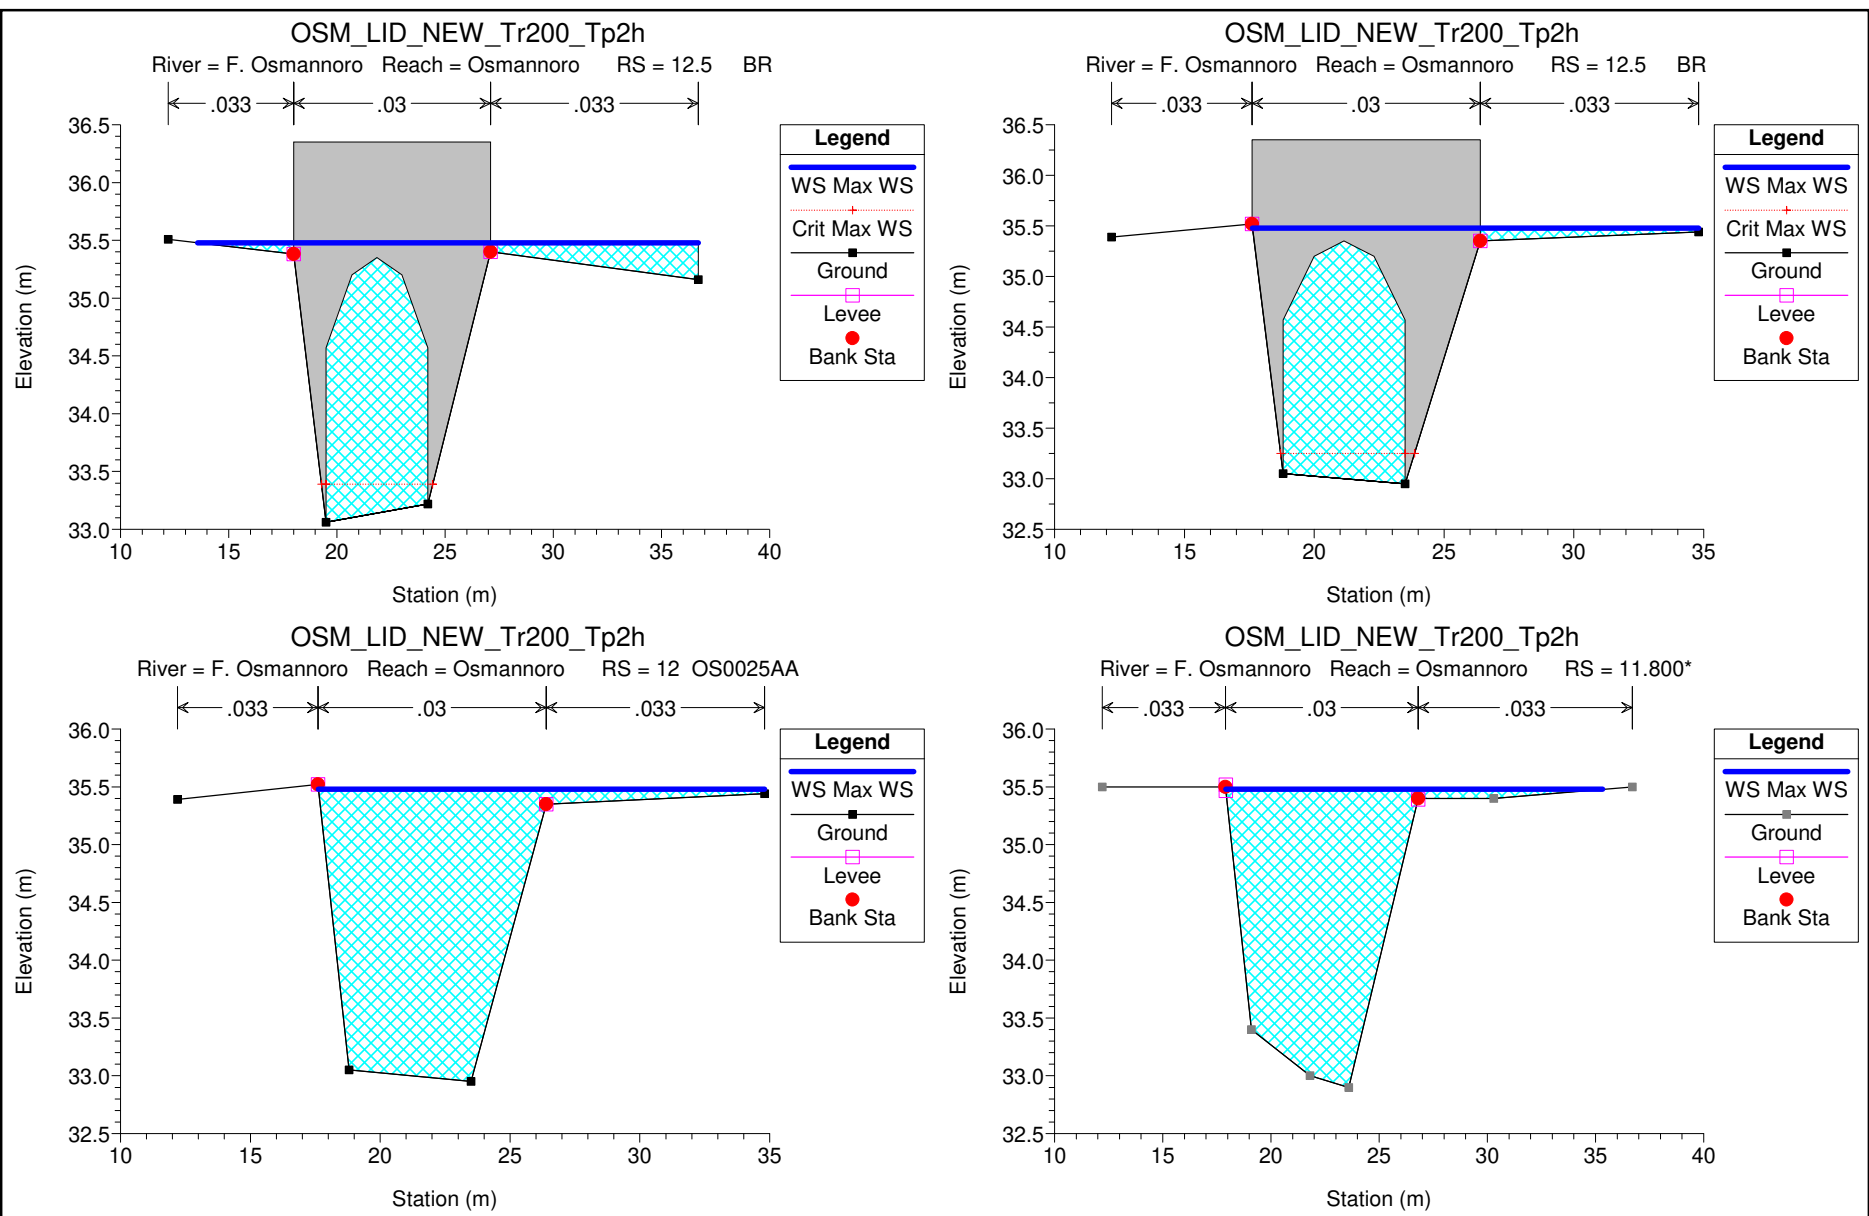 OSM_LID_NEW_Tr200_Tp2h
River = F. Osmannoro Reach = Osmannoro RS = 12.5 BR
.033 .03 .033
36.5
36.0
35.5
35.0
34.5
34.0
33.5
33.0
10 15 20 25 30 35 40
Station (m)
Elevation (m)
Legend
WS Max WS
Crit Max WS
Ground
Levee
Bank Sta
OSM_LID_NEW_Tr200_Tp2h
River = F. Osmannoro Reach = Osmannoro RS = 12.5 BR
.033 .03 .033
36.5
36.0
35.5
35.0
34.5
34.0
33.5
33.0
32.5
10 15 20 25 30 35
Station (m)
Elevation (m)
Legend
WS Max WS
Crit Max WS
Ground
Levee
Bank Sta
OSM_LID_NEW_Tr200_Tp2h
River = F. Osmannoro Reach = Osmannoro RS = 12 OS0025AA
.033 .03 .033
36.0
35.5
35.0
34.5
34.0
33.5
33.0
32.5
10 15 20 25 30 35
Station (m)
Elevation (m)
Legend
WS Max WS
Ground
Levee
Bank Sta
OSM_LID_NEW_Tr200_Tp2h
River = F. Osmannoro Reach = Osmannoro RS = 11.800*
.033 .03 .033
36.0
35.5
35.0
34.5
34.0
33.5
33.0
32.5
10 15 20 25 30 35 40
Station (m)
Elevation (m)
Legend
WS Max WS
Ground
Levee
Bank Sta